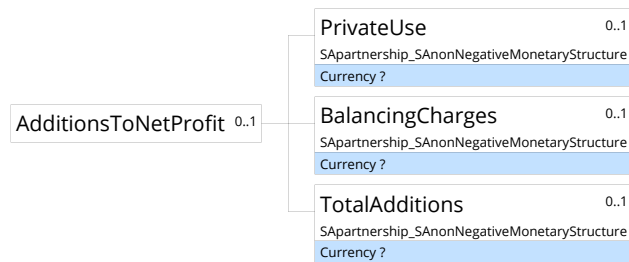 PrivateUse 0..1
SApartnership_SAnonNegativeMonetaryStructure
Currency ?
AdditionsToNetProfit 0..1
BalancingCharges 0..1
SApartnership_SAnonNegativeMonetaryStructure
Currency ?
TotalAdditions 0..1
SApartnership_SAnonNegativeMonetaryStructure
Currency ?